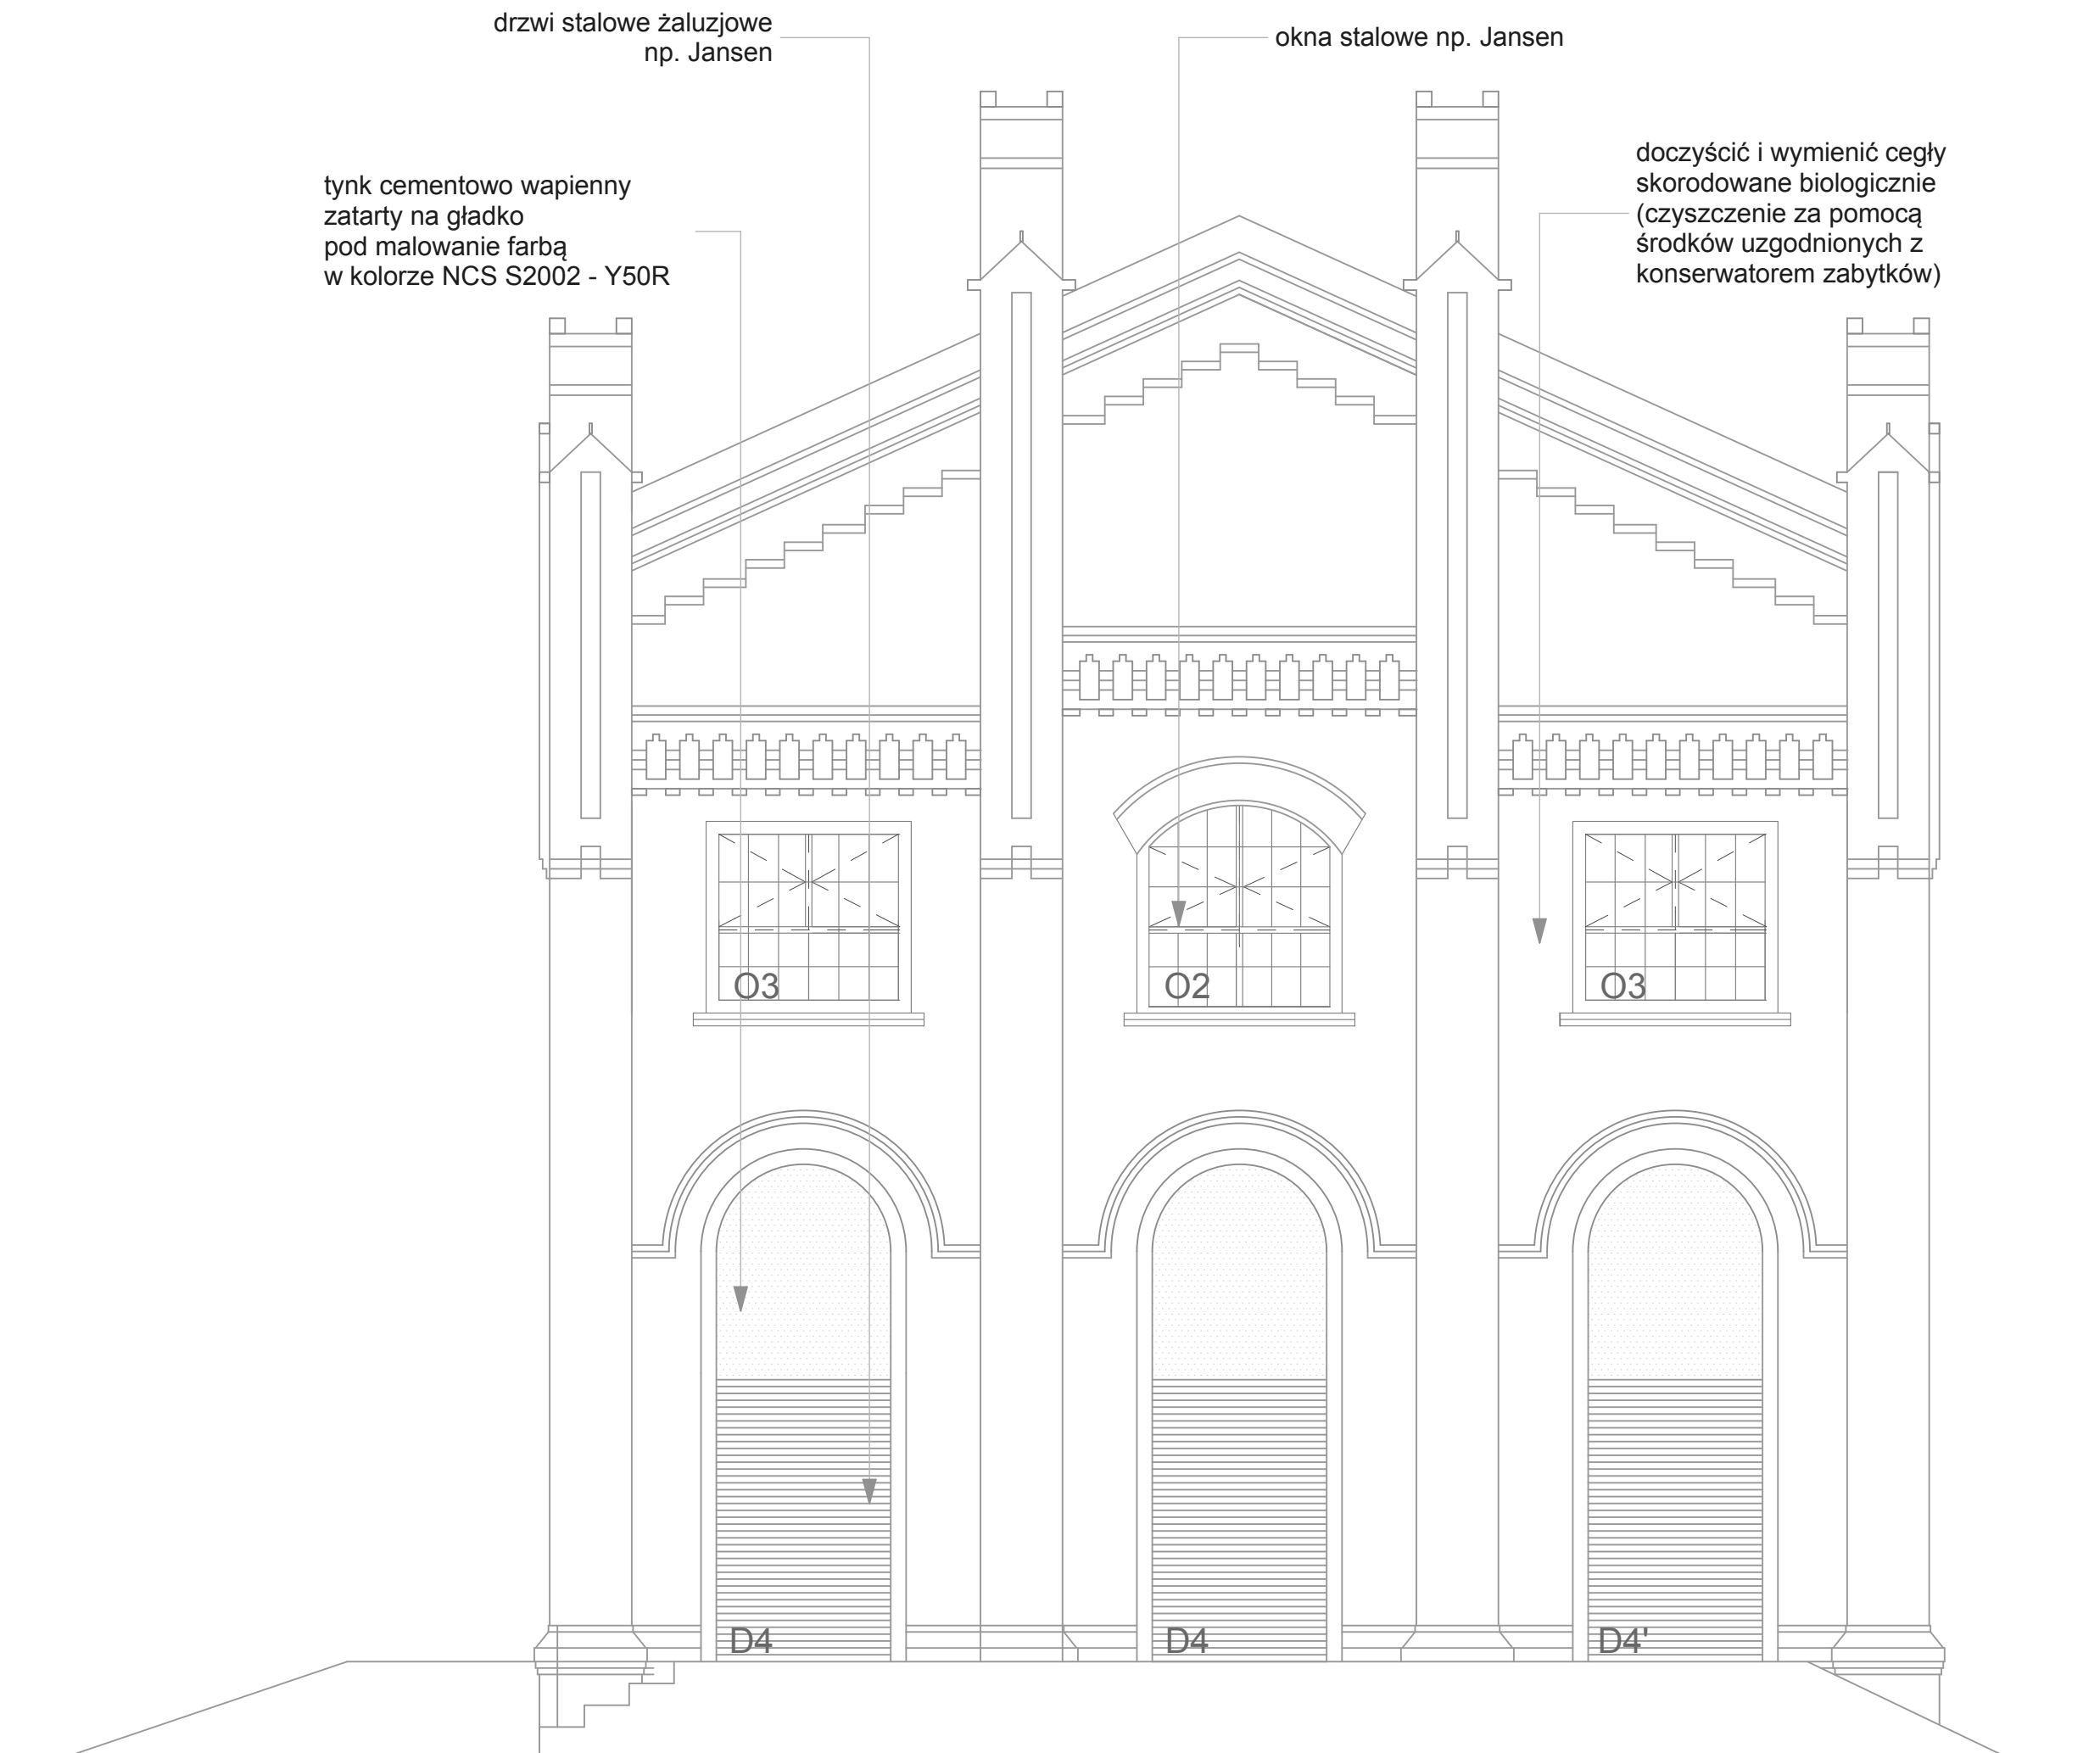 drzwi stalowe żaluzjowe
np. Jansen
okna stalowe np. Jansen
tynk cementowo wapienny
zatarty na gładko
pod malowanie farbą
w kolorze NCS S2002 - Y50R
doczyścić i wymienić cegły
skorodowane biologicznie
(czyszczenie za pomocą
środków uzgodnionych z
konserwatorem zabytków)
O3
O2
O3
D4
D4
D4'